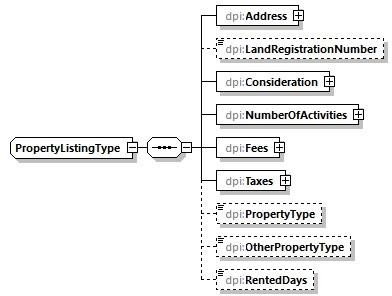 dpi:Address
dpi:LandRegistrationNumber
dpi:Consideration
dpi:NumberOfActivities
PropertyListingType
dpi:Fees
dpi:Taxes
dpi:PropertyType
dpi:OtherPropertyType
dpi:RentedDays